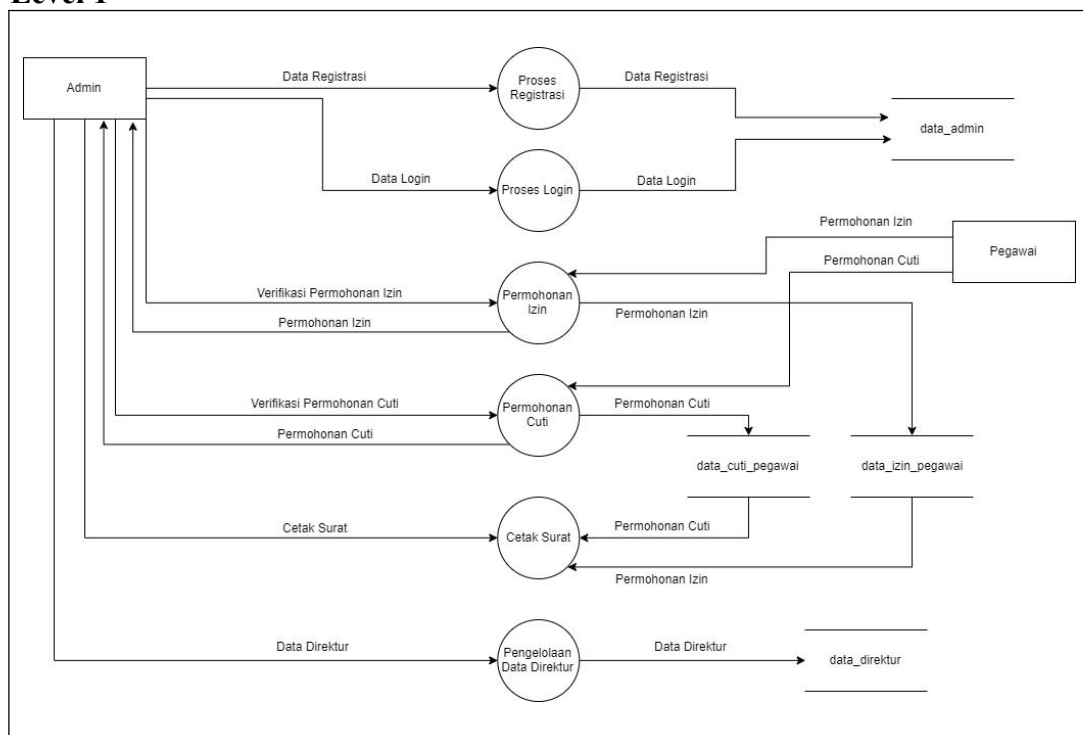 Level 1
Admin
Data Registrasi
Proses
Registrasi
Data Registrasi
data_admin
Data Login
Proses Login
Data Login
Permohonan Izin
Pegawai
Permohonan Cuti
Verifikasi Permohonan Izin
Permohonan
Izin
Permohonan Izin
Permohonan Izin
Verifikasi Permohonan Cuti
Permohonan
Cuti
Permohonan Cuti
Permohonan Cuti
data_cuti_pegawai
data_izin_pegawai
Cetak Surat
Cetak Surat
Permohonan Cuti
Permohonan Izin
Data Direktur
Pengelolaan
Data Direktur
Data Direktur
data_direktur